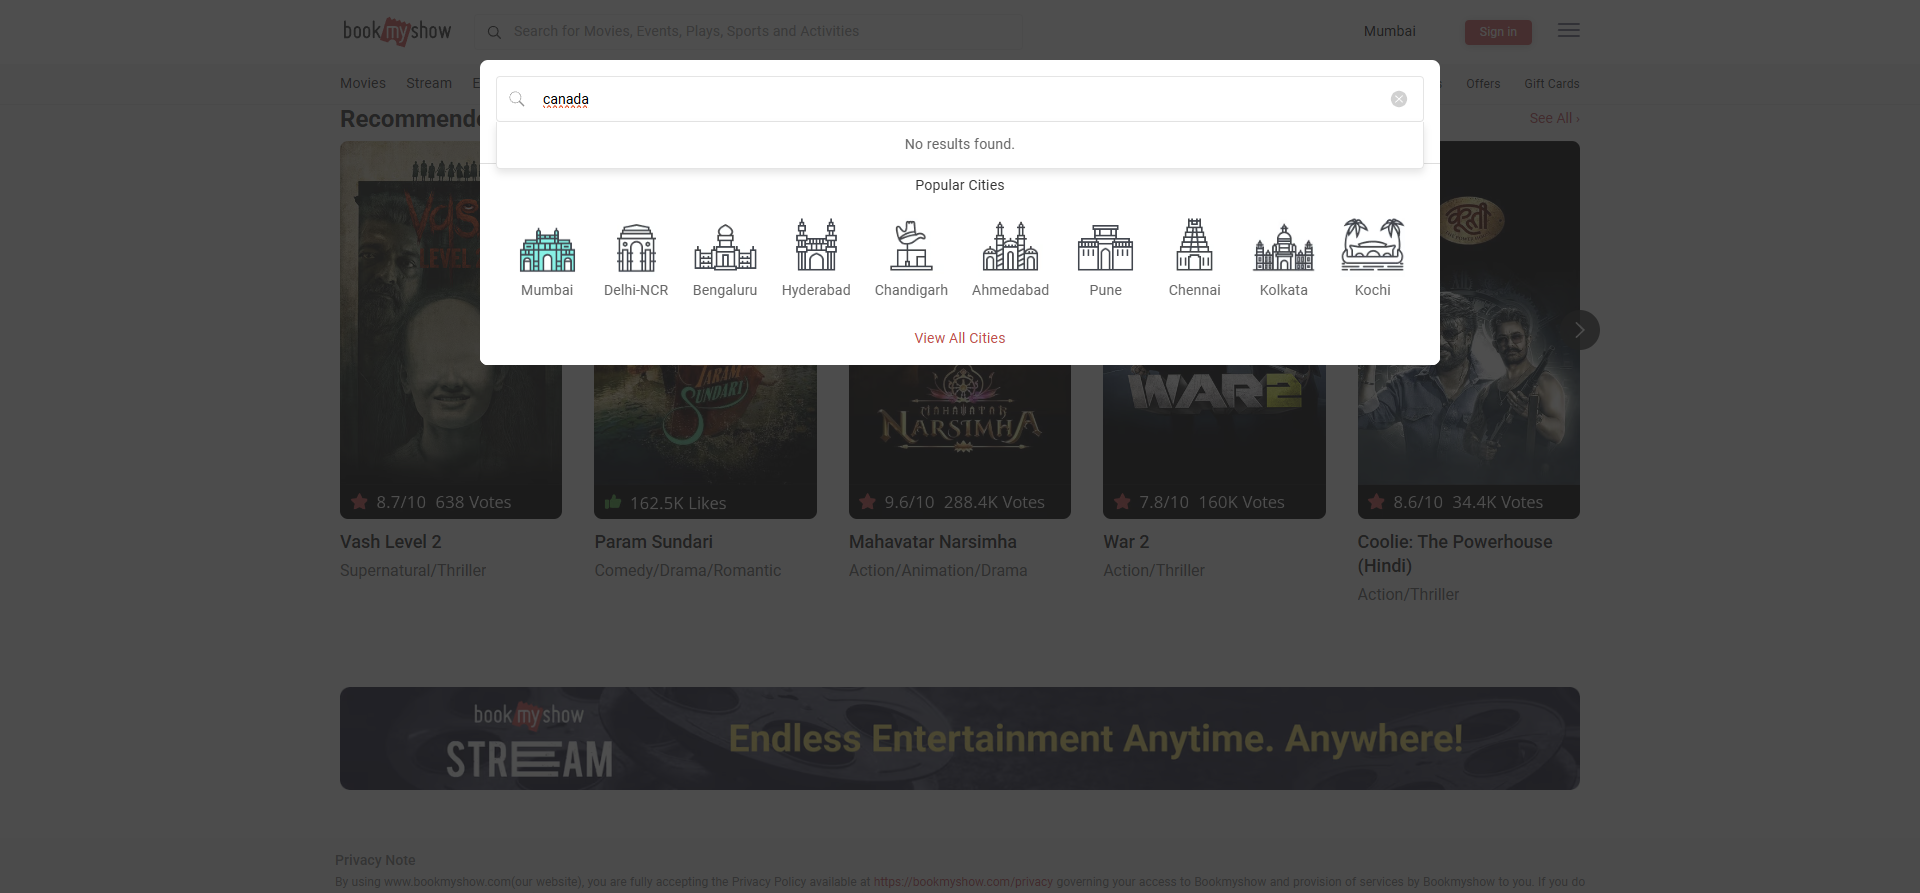 bookmyshow
Search for Movies, Events, Plays, Sports and Activities
Mumbai
Sign in
Movies Stream E
Offers Gift Cards
canada
No results found.
Recommende
See All ›
Popular Cities
Mumbai Delhi-NCR Bengaluru Hyderabad Chandigarh Ahmedabad Pune Chennai Kolkata Kochi
View All Cities
VAS
LEVEL
PARAM
SUNDARI
MAHAVATAR
NARSIMHA
WAR2
8.7/10 638 Votes
162.5K Likes
9.6/10 288.4K Votes
7.8/10 160K Votes
8.6/10 34.4K Votes
Vash Level 2
Supernatural/Thriller
Param Sundari
Comedy/Drama/Romantic
Mahavatar Narsimha
Action/Animation/Drama
War 2
Action/Thriller
Coolie: The Powerhouse
(Hindi)
Action/Thriller
bookmyshow
STREAM
Endless Entertainment Anytime. Anywhere!
Privacy Note
By using www.bookmyshow.com(our website), you are fully accepting the Privacy Policy available at https://bookmyshow.com/privacy governing your access to Bookmyshow and provision of services by Bookmyshow to you. If you do